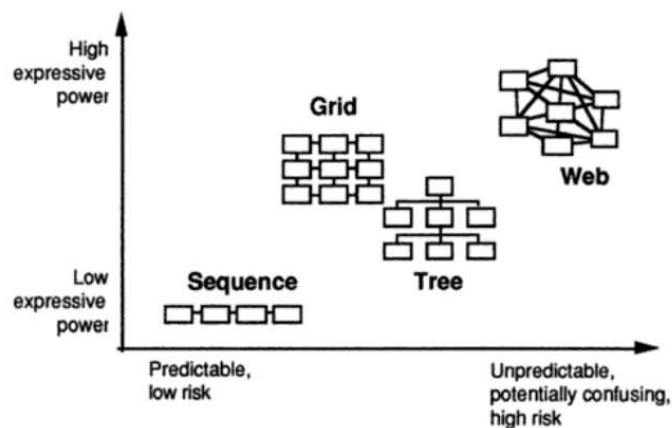 High
expressive
power
Grid
Web
Low
expressive
power
Sequence
Tree
Predictable,
low risk
Unpredictable,
potentially confusing,
high risk